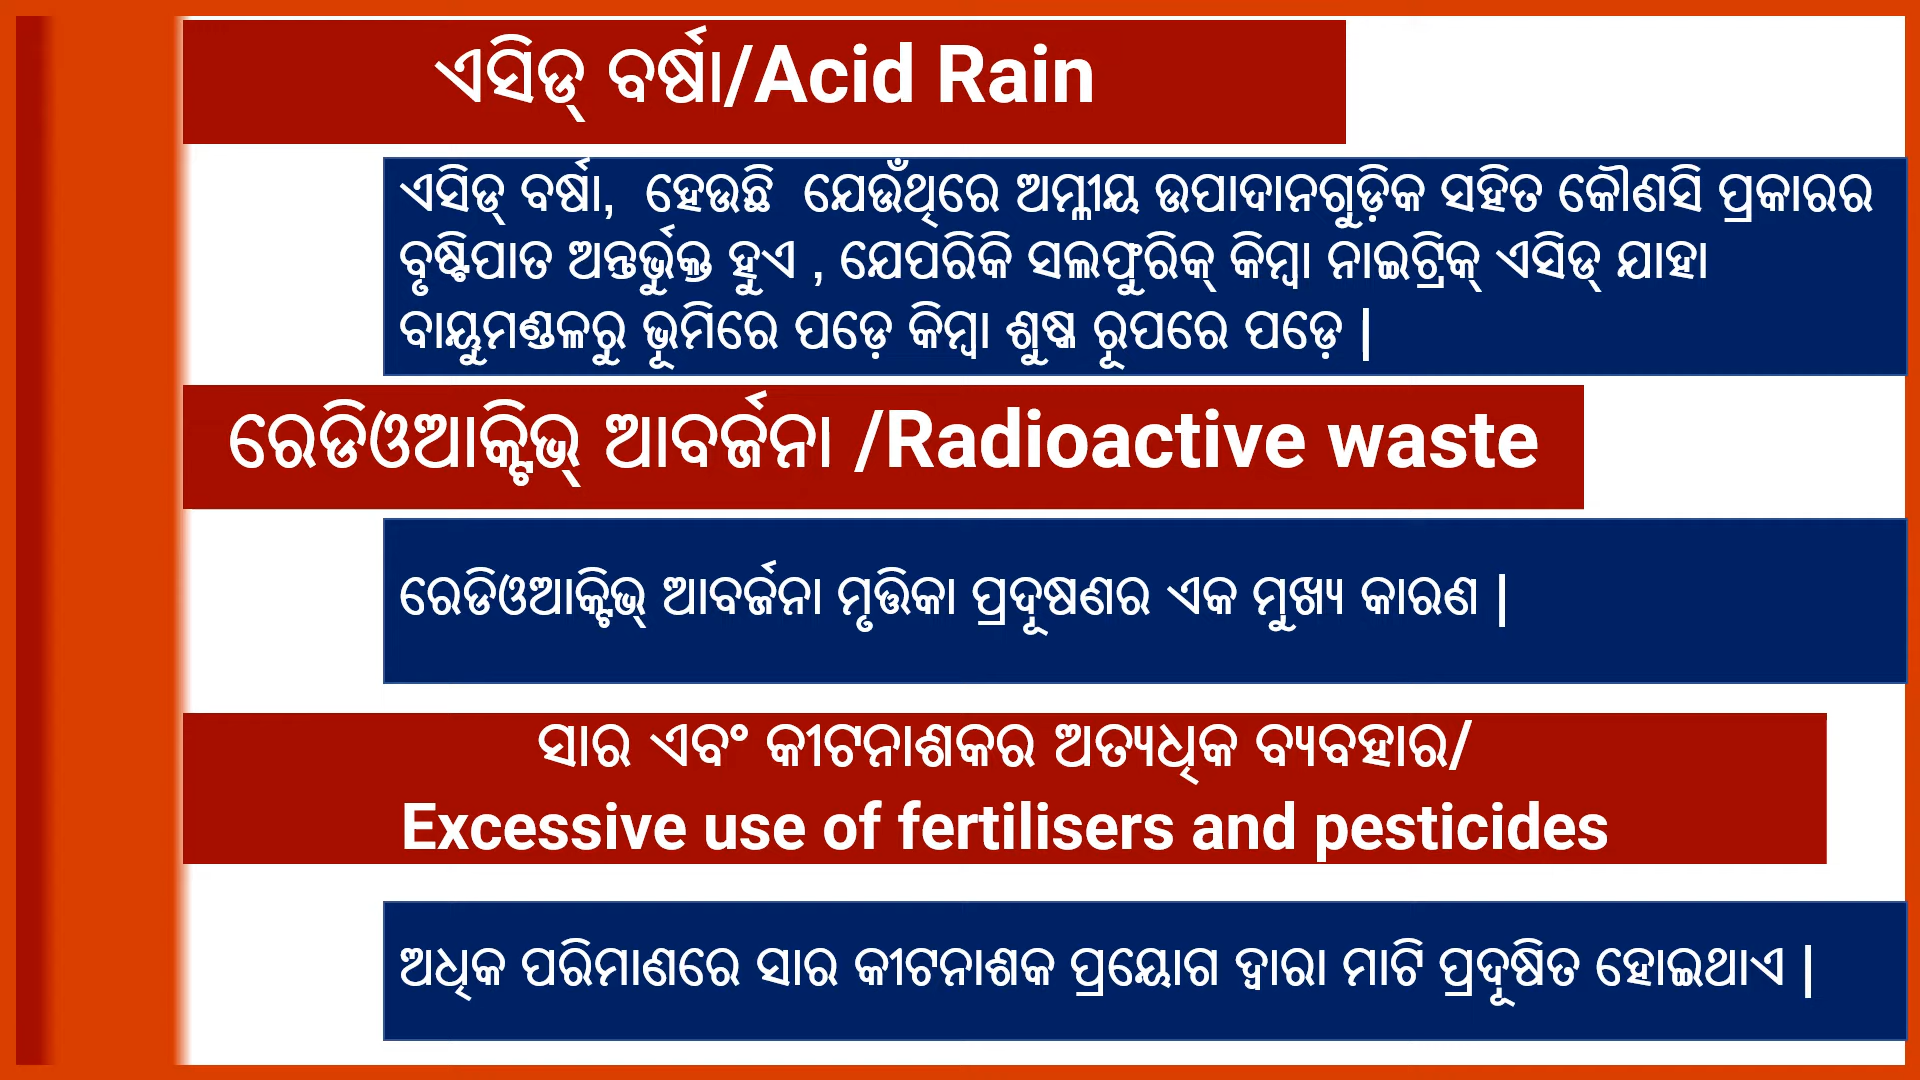 ଏସିଡ୍ ବର୍ଷା/Acid Rain
ଏସିଡ୍ ବର୍ଷା, ହେଉଛି ଯେଉଁଥିରେ ଅମ୍ଳୀୟ ଉପାଦାନଗୁଡ଼ିକ ସହିତ କୌଣସି ପ୍ରକାରର
ବୃଷ୍ଟିପାତ ଅନ୍ତର୍ଭୁକ୍ତ ହୁଏ , ଯେପରିକି ସଲଫୁରିକ୍ କିମ୍ବା ନାଇଟ୍ରିକ୍ ଏସିଡ୍ ଯାହା
ବାୟୁମଣ୍ଡଳରୁ ଭୂମିରେ ପଡ଼େ କିମ୍ବା ଶୁଷ୍କ ରୂପରେ ପଡ଼େ |
ରେଡିଓଆକ୍ଟିଭ୍ ଆବର୍ଜନା /Radioactive waste
ରେଡିଓଆକ୍ଟିଭ୍ ଆବର୍ଜନା ମୃତ୍ତିକା ପ୍ରଦୂଷଣର ଏକ ମୁଖ୍ୟ କାରଣ |
ସାର ଏବଂ କୀଟନାଶକର ଅତ୍ୟଧିକ ବ୍ୟବହାର/
Excessive use of fertilisers and pesticides
ଅଧିକ ପରିମାଣରେ ସାର କୀଟନାଶକ ପ୍ରୟୋଗ ଦ୍ୱାରା ମାଟି ପ୍ରଦୂଷିତ ହୋଇଥାଏ |